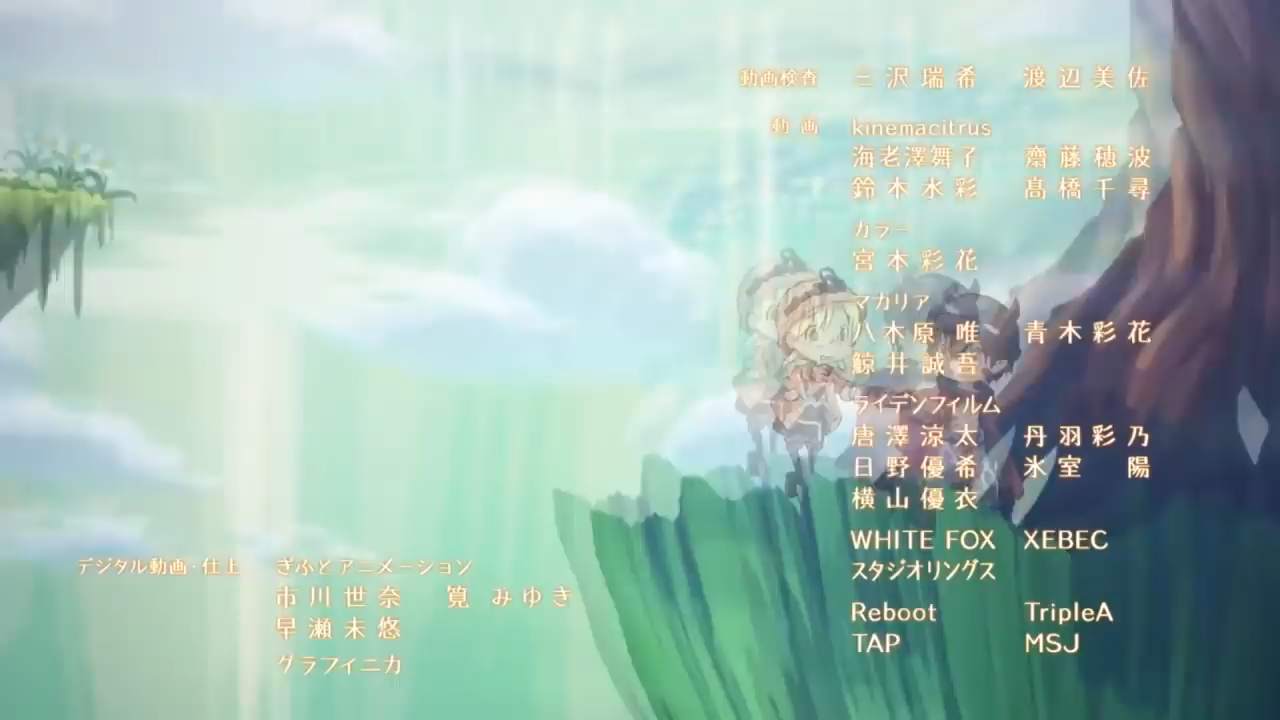 動画検査 三沢瑞希 渡辺美佐
動画 kinemacitrus
海老澤舞子 齋藤穂波
鈴木水彩 髙橋千尋
カラー
宮本彩花
マカリア
八木原 唯 青木彩花
鯨井誠吾
ライデンフィルム
唐澤涼太 丹羽彩乃
日野優希 氷室 陽
横山優衣
WHITE FOX XEBEC
スタジオリングス
Reboot TripleA
TAP MSJ
デジタル動画・仕上 ぎふとアニメーション
市川世奈 筧 みゆき
早瀬未悠
グラフィニカ